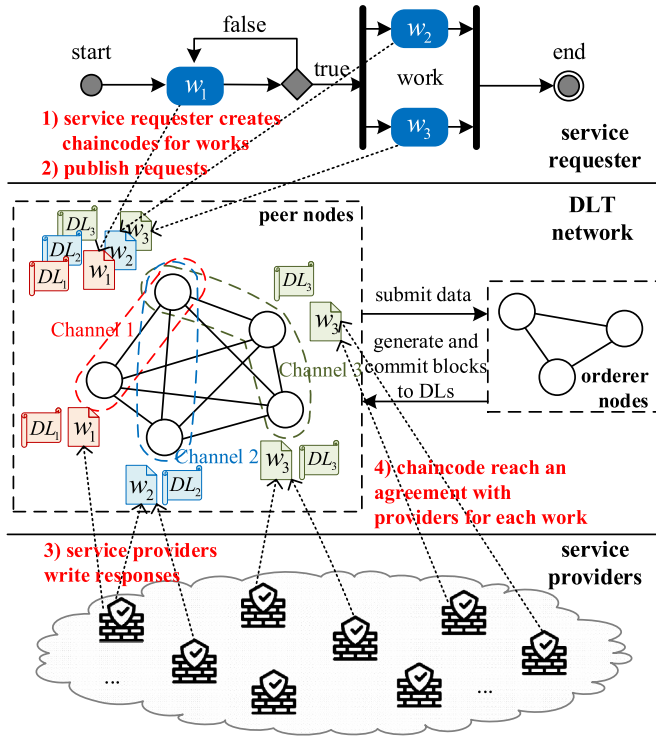 false
start
w1
true
w2
work
w3
end
1) service requester creates
chaincodes for works
2) publish requests
service
requester
peer nodes
DLT
network
DL3
w3
DL2
w2
DL1
w1
DL3
w3
Channel 1
Channel 3
submit data
generate and
commit blocks
to DLs
orderer
nodes
DL1
w1
Channel 2
w2
DL2
w3
DL3
4) chaincode reach an
agreement with
providers for each work
3) service providers
write responses
service
providers
...
...